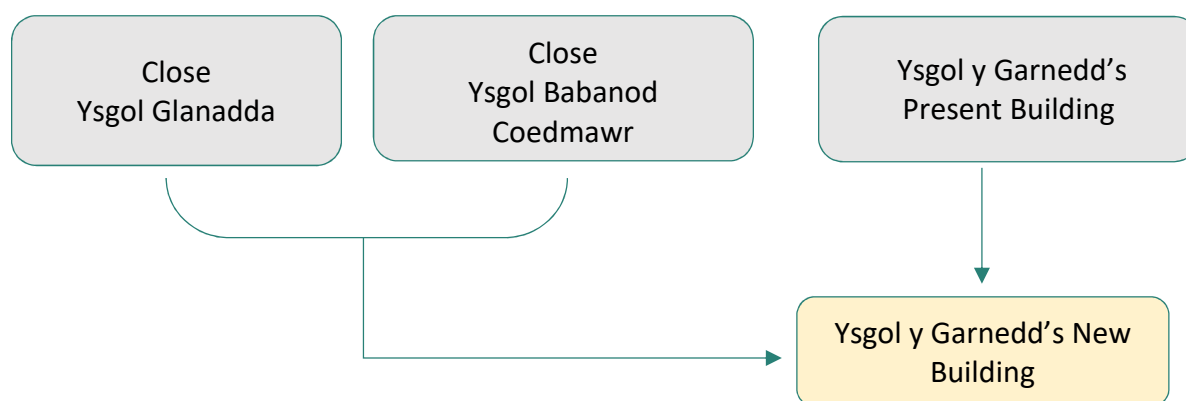 Close
Ysgol Glanadda
Close
Ysgol Babanod
Coedmawr
Ysgol y Garnedd’s
Present Building
Ysgol y Garnedd’s New
Building